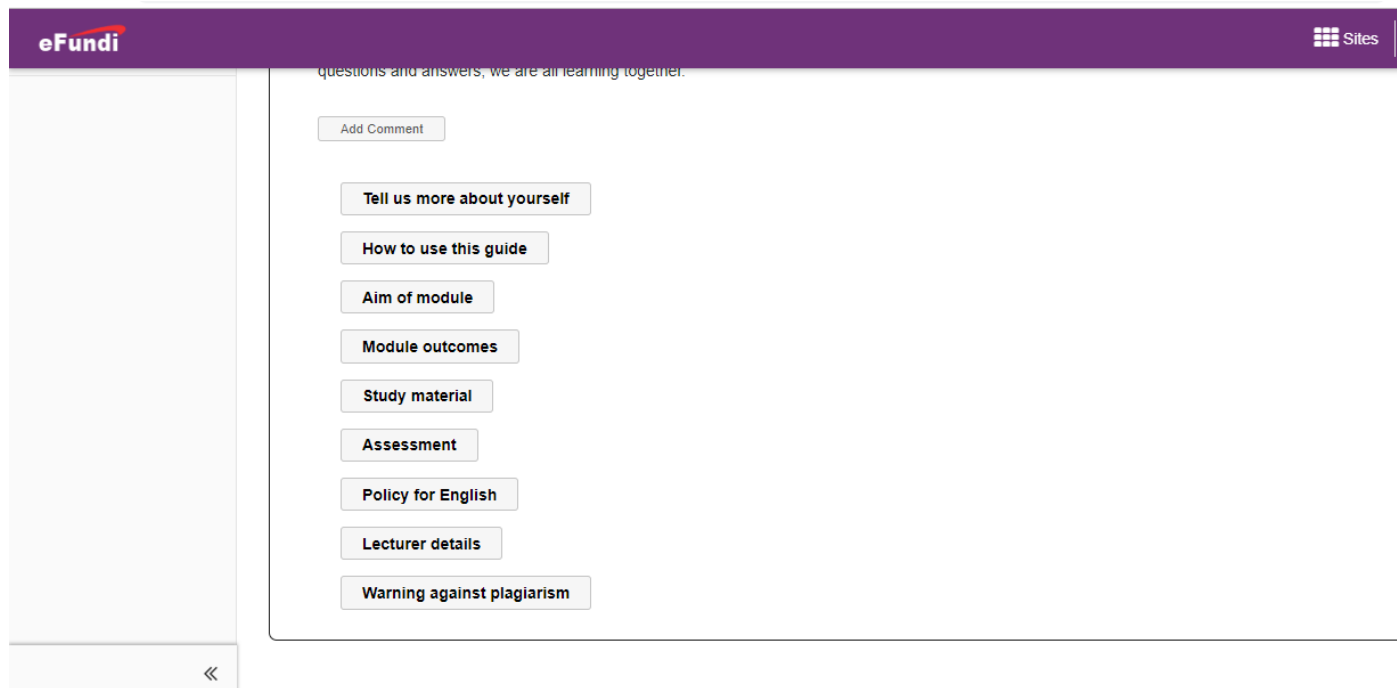 eFundi
Sites
questions and answers, we are all learning together.
Add Comment
Tell us more about yourself
How to use this guide
Aim of module
Module outcomes
Study material
Assessment
Policy for English
Lecturer details
Warning against plagiarism